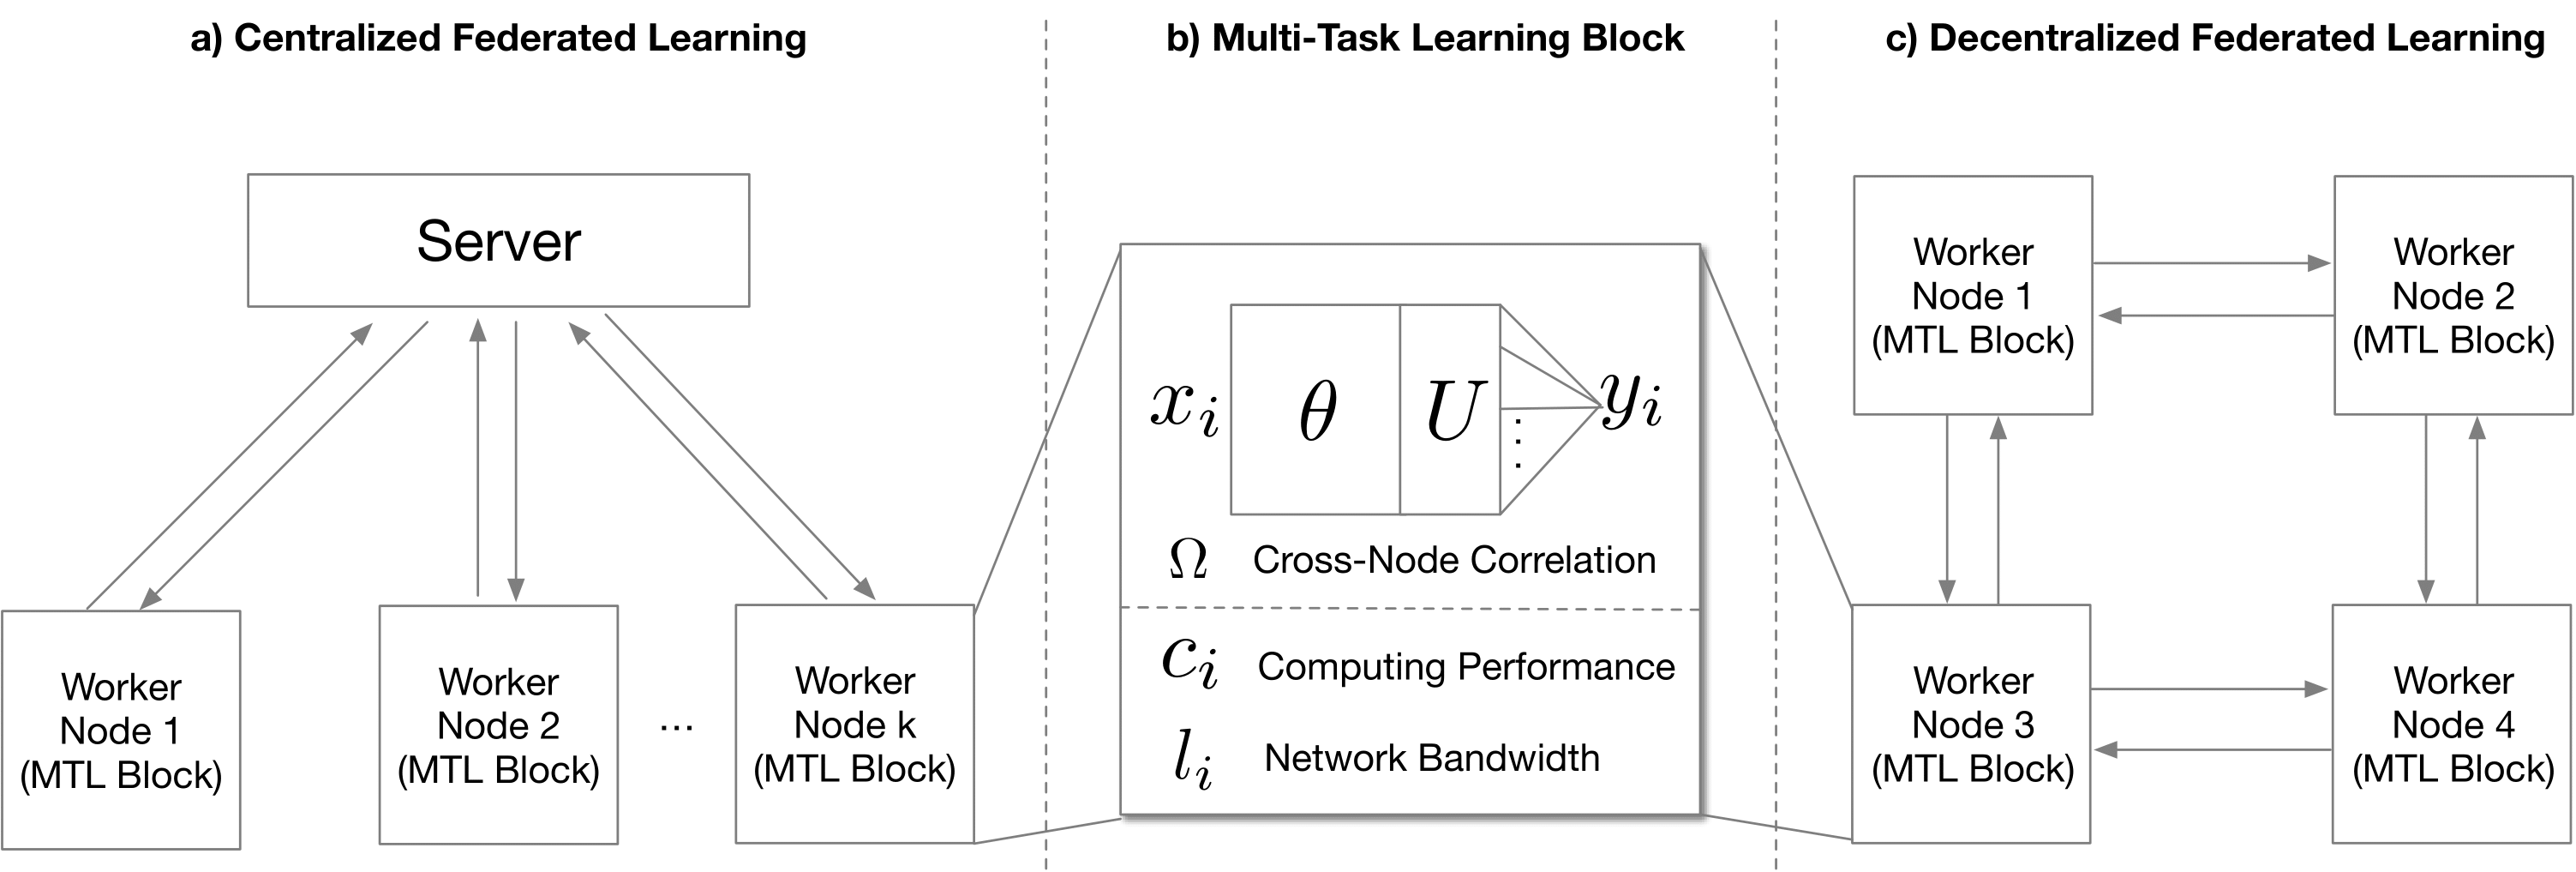 a) Centralized Federated Learning
Server
Worker
Node 1
(MTL Block)
Worker
Node 2
(MTL Block)
...
Worker
Node k
(MTL Block)
b) Multi-Task Learning Block
x_i θ U y_i
Ω Cross-Node Correlation
c_i Computing Performance
l_i Network Bandwidth
c) Decentralized Federated Learning
Worker
Node 1
(MTL Block)
Worker
Node 2
(MTL Block)
Worker
Node 3
(MTL Block)
Worker
Node 4
(MTL Block)